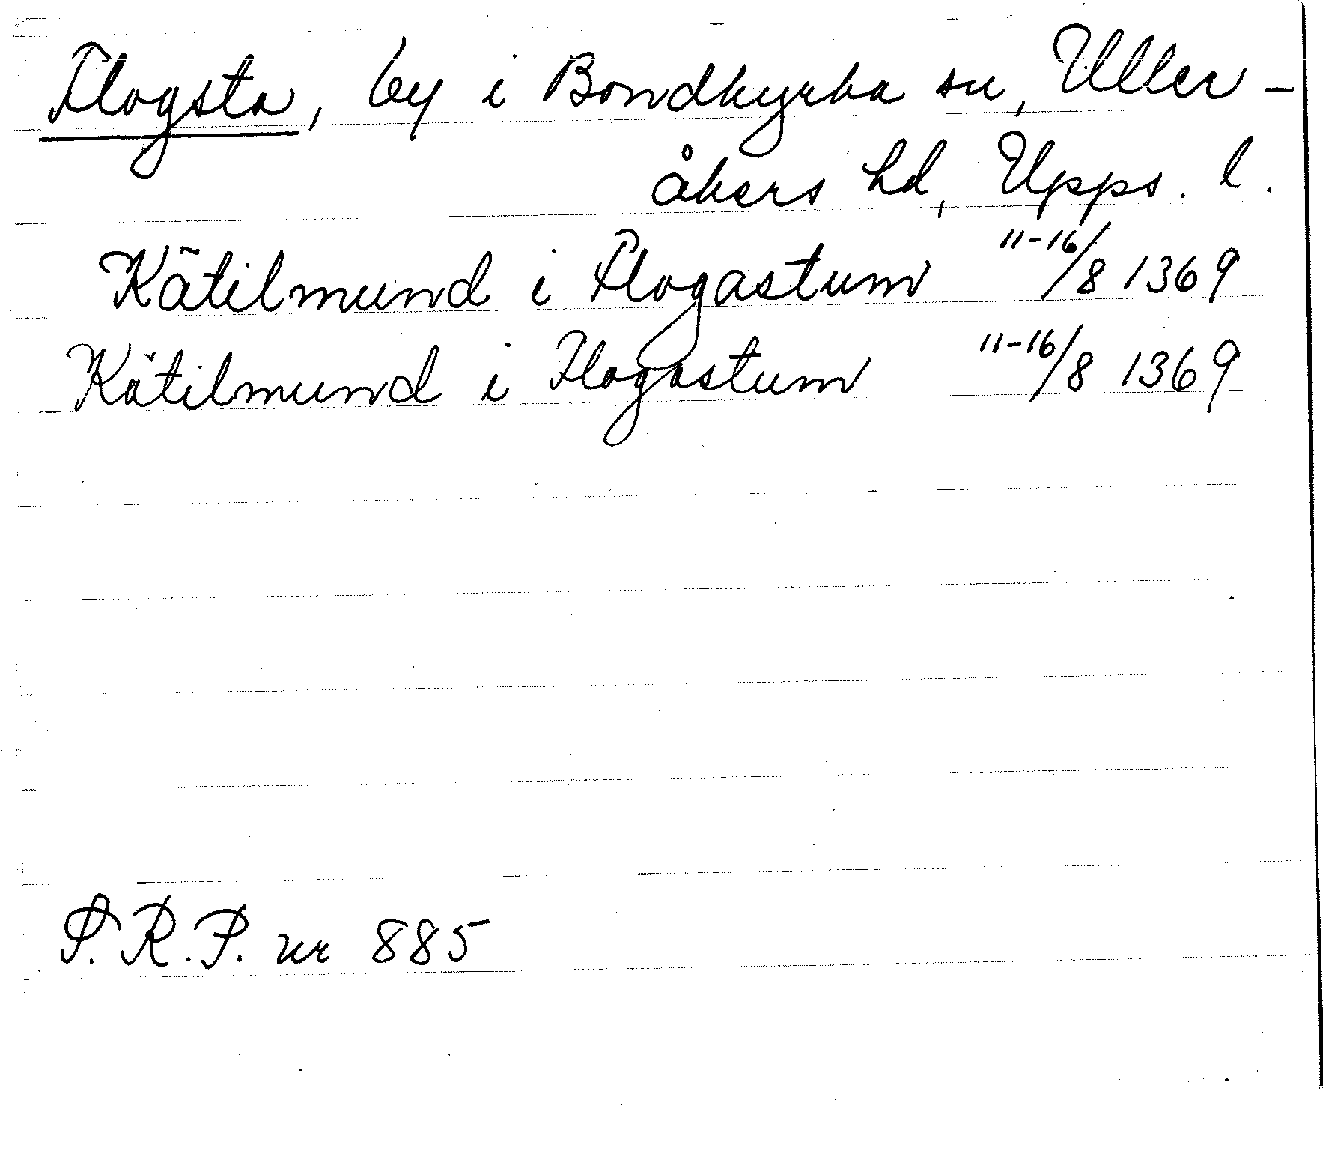 Flogsta, by i Bondkyrka sn, Uller-
åkers hd, Upps. l.
Kätilmund i Flogastum 11-16/8 1369
Kätilmund i Flogastum 11-16/8 1369
S.R.P. nr 885